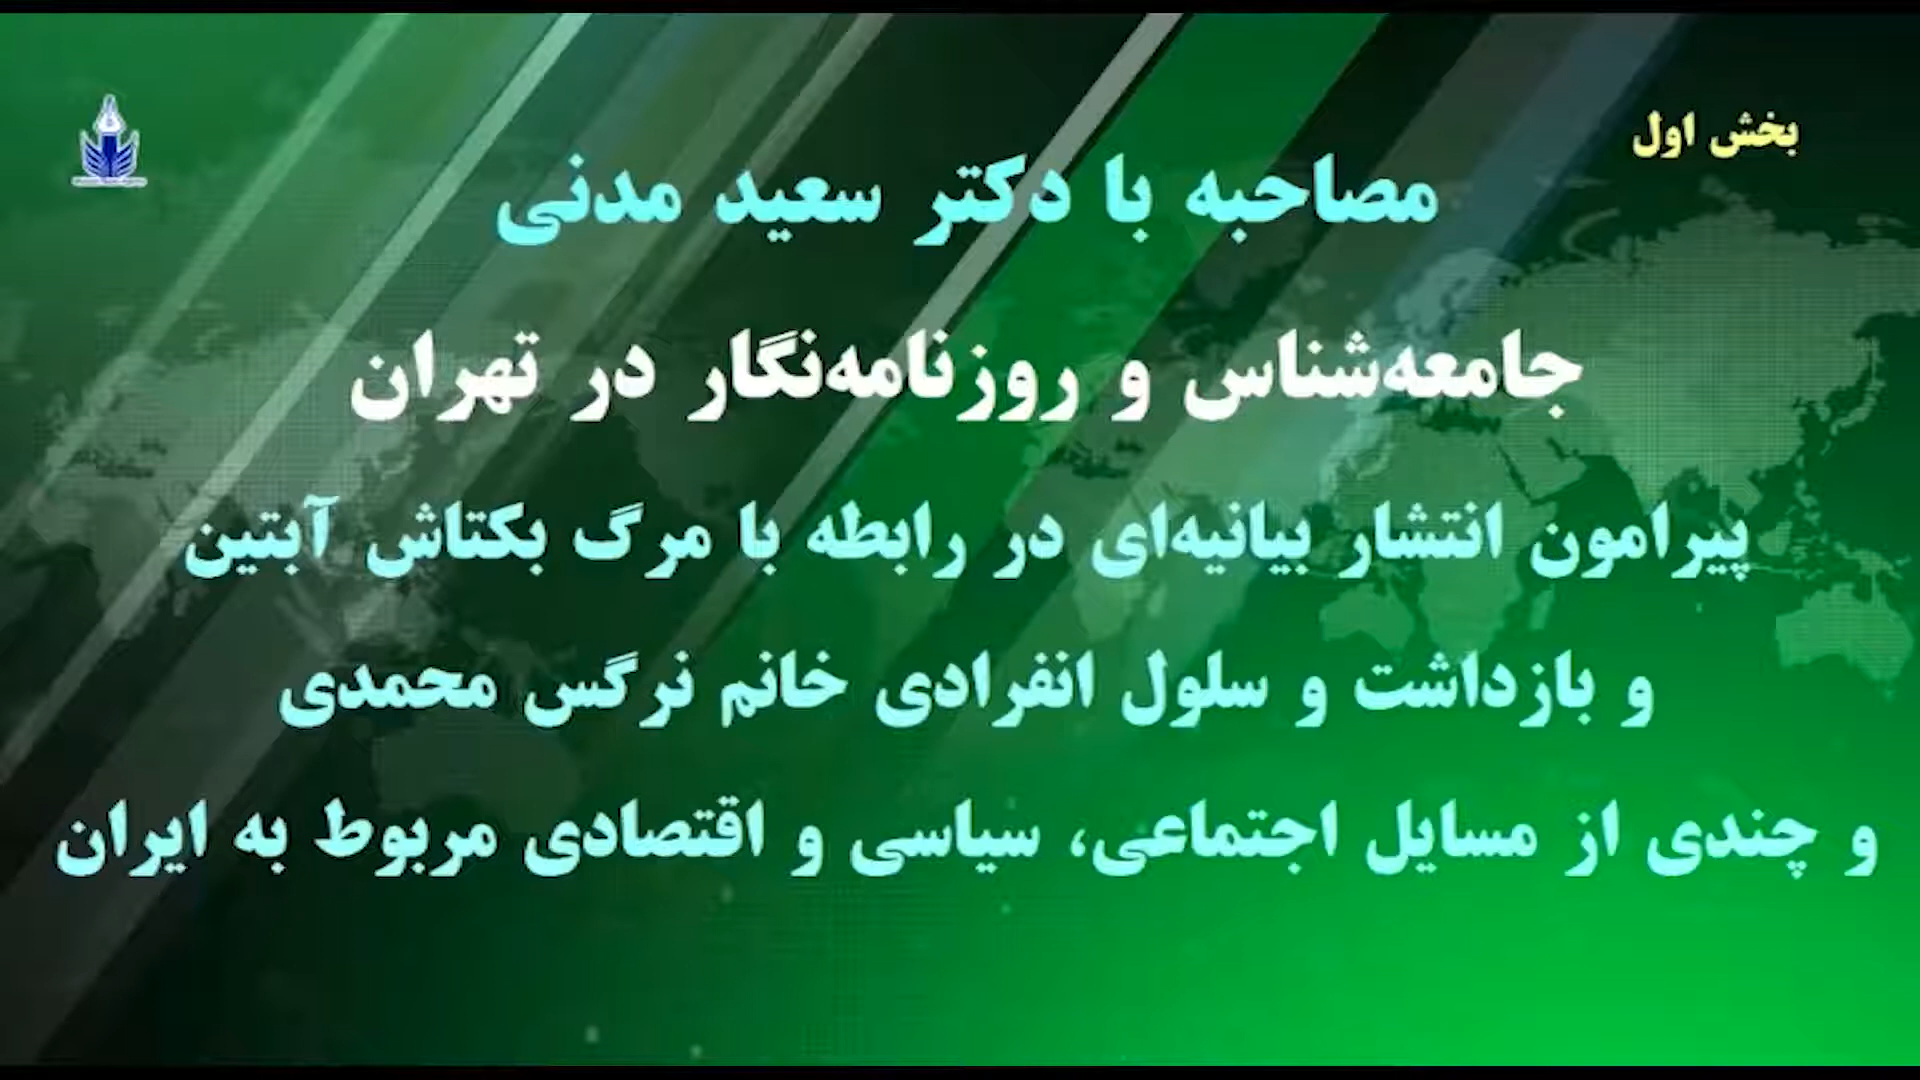 بخش اول
مصاحبه با دکتر سعید مدنی
جامعه‌شناس و روزنامه‌نگار در تهران
پیرامون انتشار بیانیه‌ای در رابطه با مرگ بکتاش آبتین
و بازداشت و سلول انفرادی خانم نرگس محمدی
و چندی از مسایل اجتماعی، سیاسی و اقتصادی مربوط به ایران